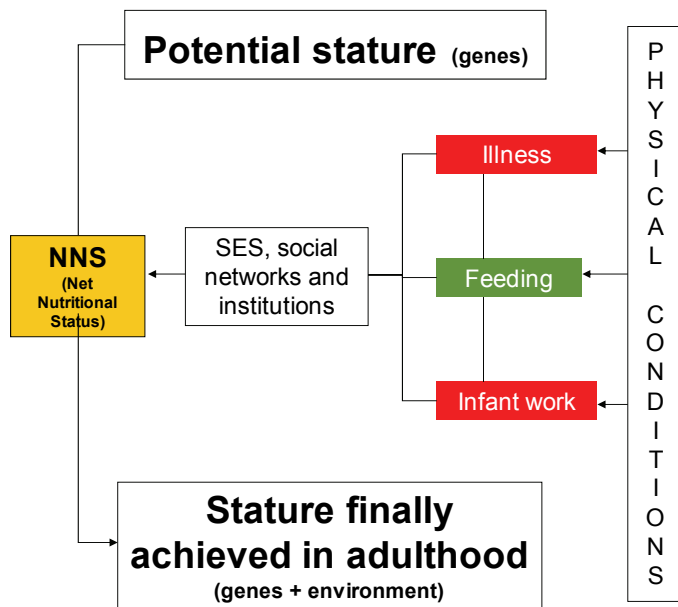 Potential stature (genes)
Illness
SES, social
networks and
institutions
NNS
(Net
Nutritional
Status)
Feeding
Infant work
Stature finally
achieved in adulthood
(genes + environment)
P
H
Y
S
I
C
A
L
C
O
N
D
I
T
I
O
N
S